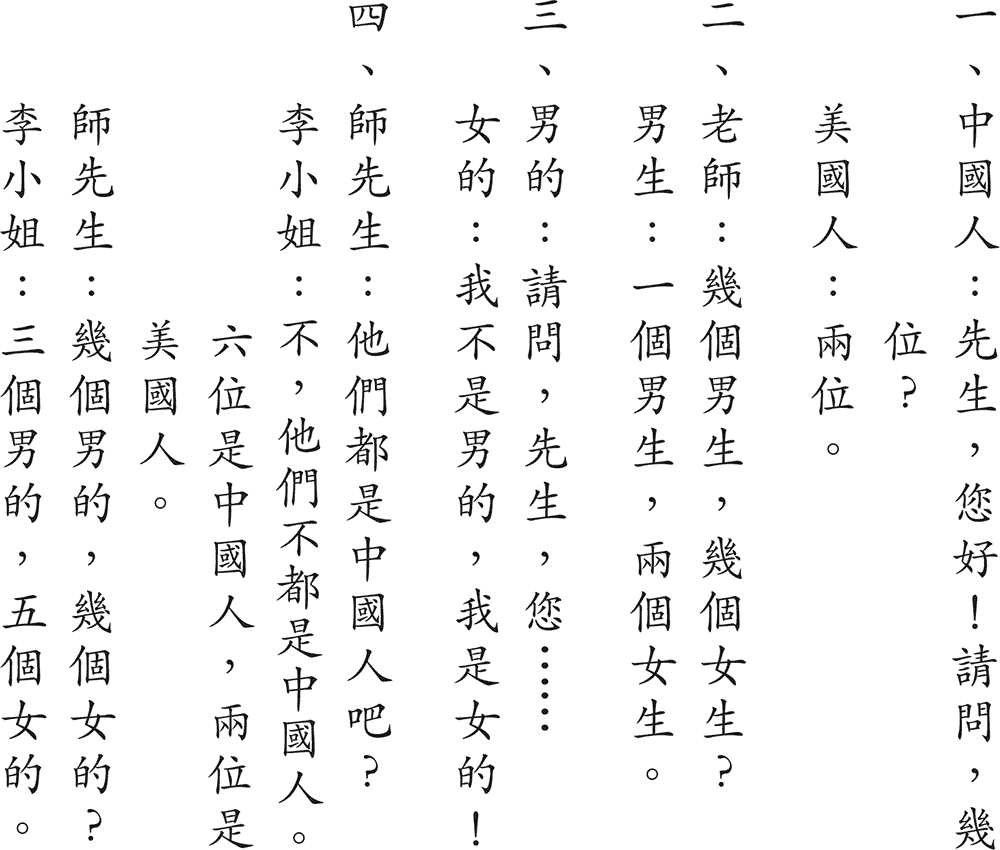 一、中國人：先生，您好！請問，幾
位？
美國人：兩位。
二、老師：幾個男生，幾個女生？
男生：一個男生，兩個女生。
三、男的：請問，先生，您……
女的：我不是男的，我是女的！
四、師先生：他們都是中國人吧？
李小姐：不，他們不都是中國人。
六位是中國人，兩位是
美國人。
師先生：幾個男的，幾個女的？
李小姐：三個男的，五個女的。